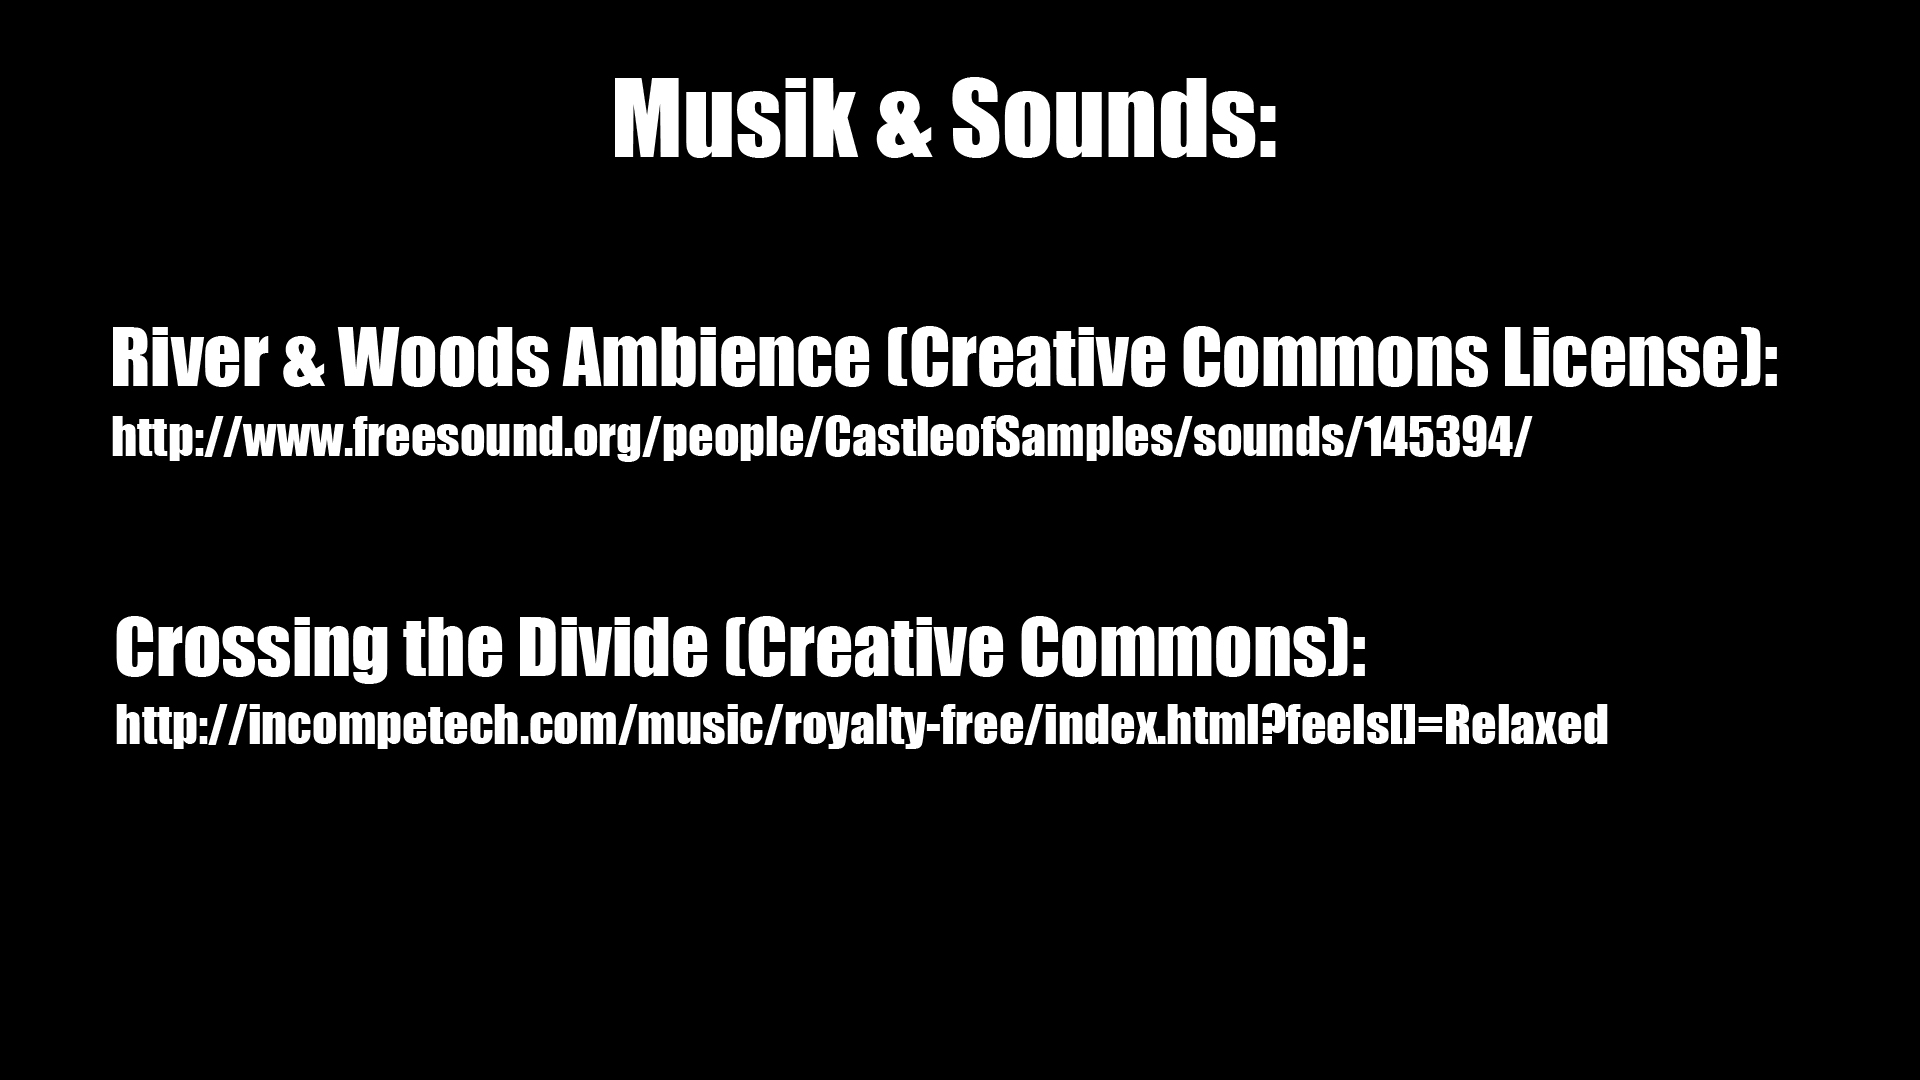 Musik & Sounds:
River & Woods Ambience (Creative Commons License):
http://www.freesound.org/people/CastleofSamples/sounds/145394/
Crossing the Divide (Creative Commons):
http://incompetech.com/music/royalty-free/index.html?feels[]=Relaxed